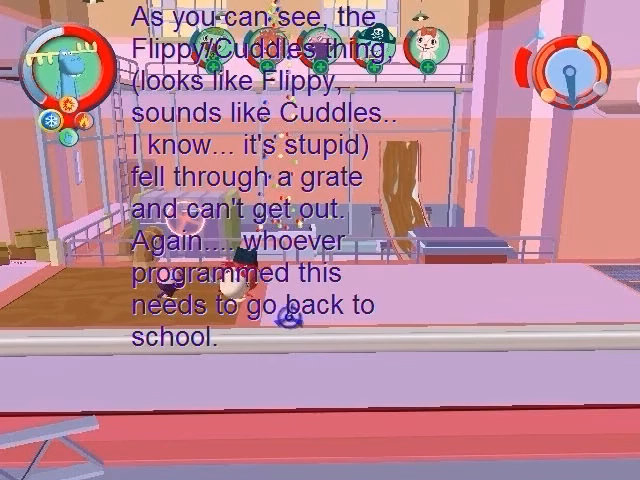 As you can see, the
Flippy/Cuddles thing,
(looks like Flippy,
sounds like Cuddles..
I know... it's stupid)
fell through a grate
and can't get out.
Again..... whoever
programmed this
needs to go back to
school.